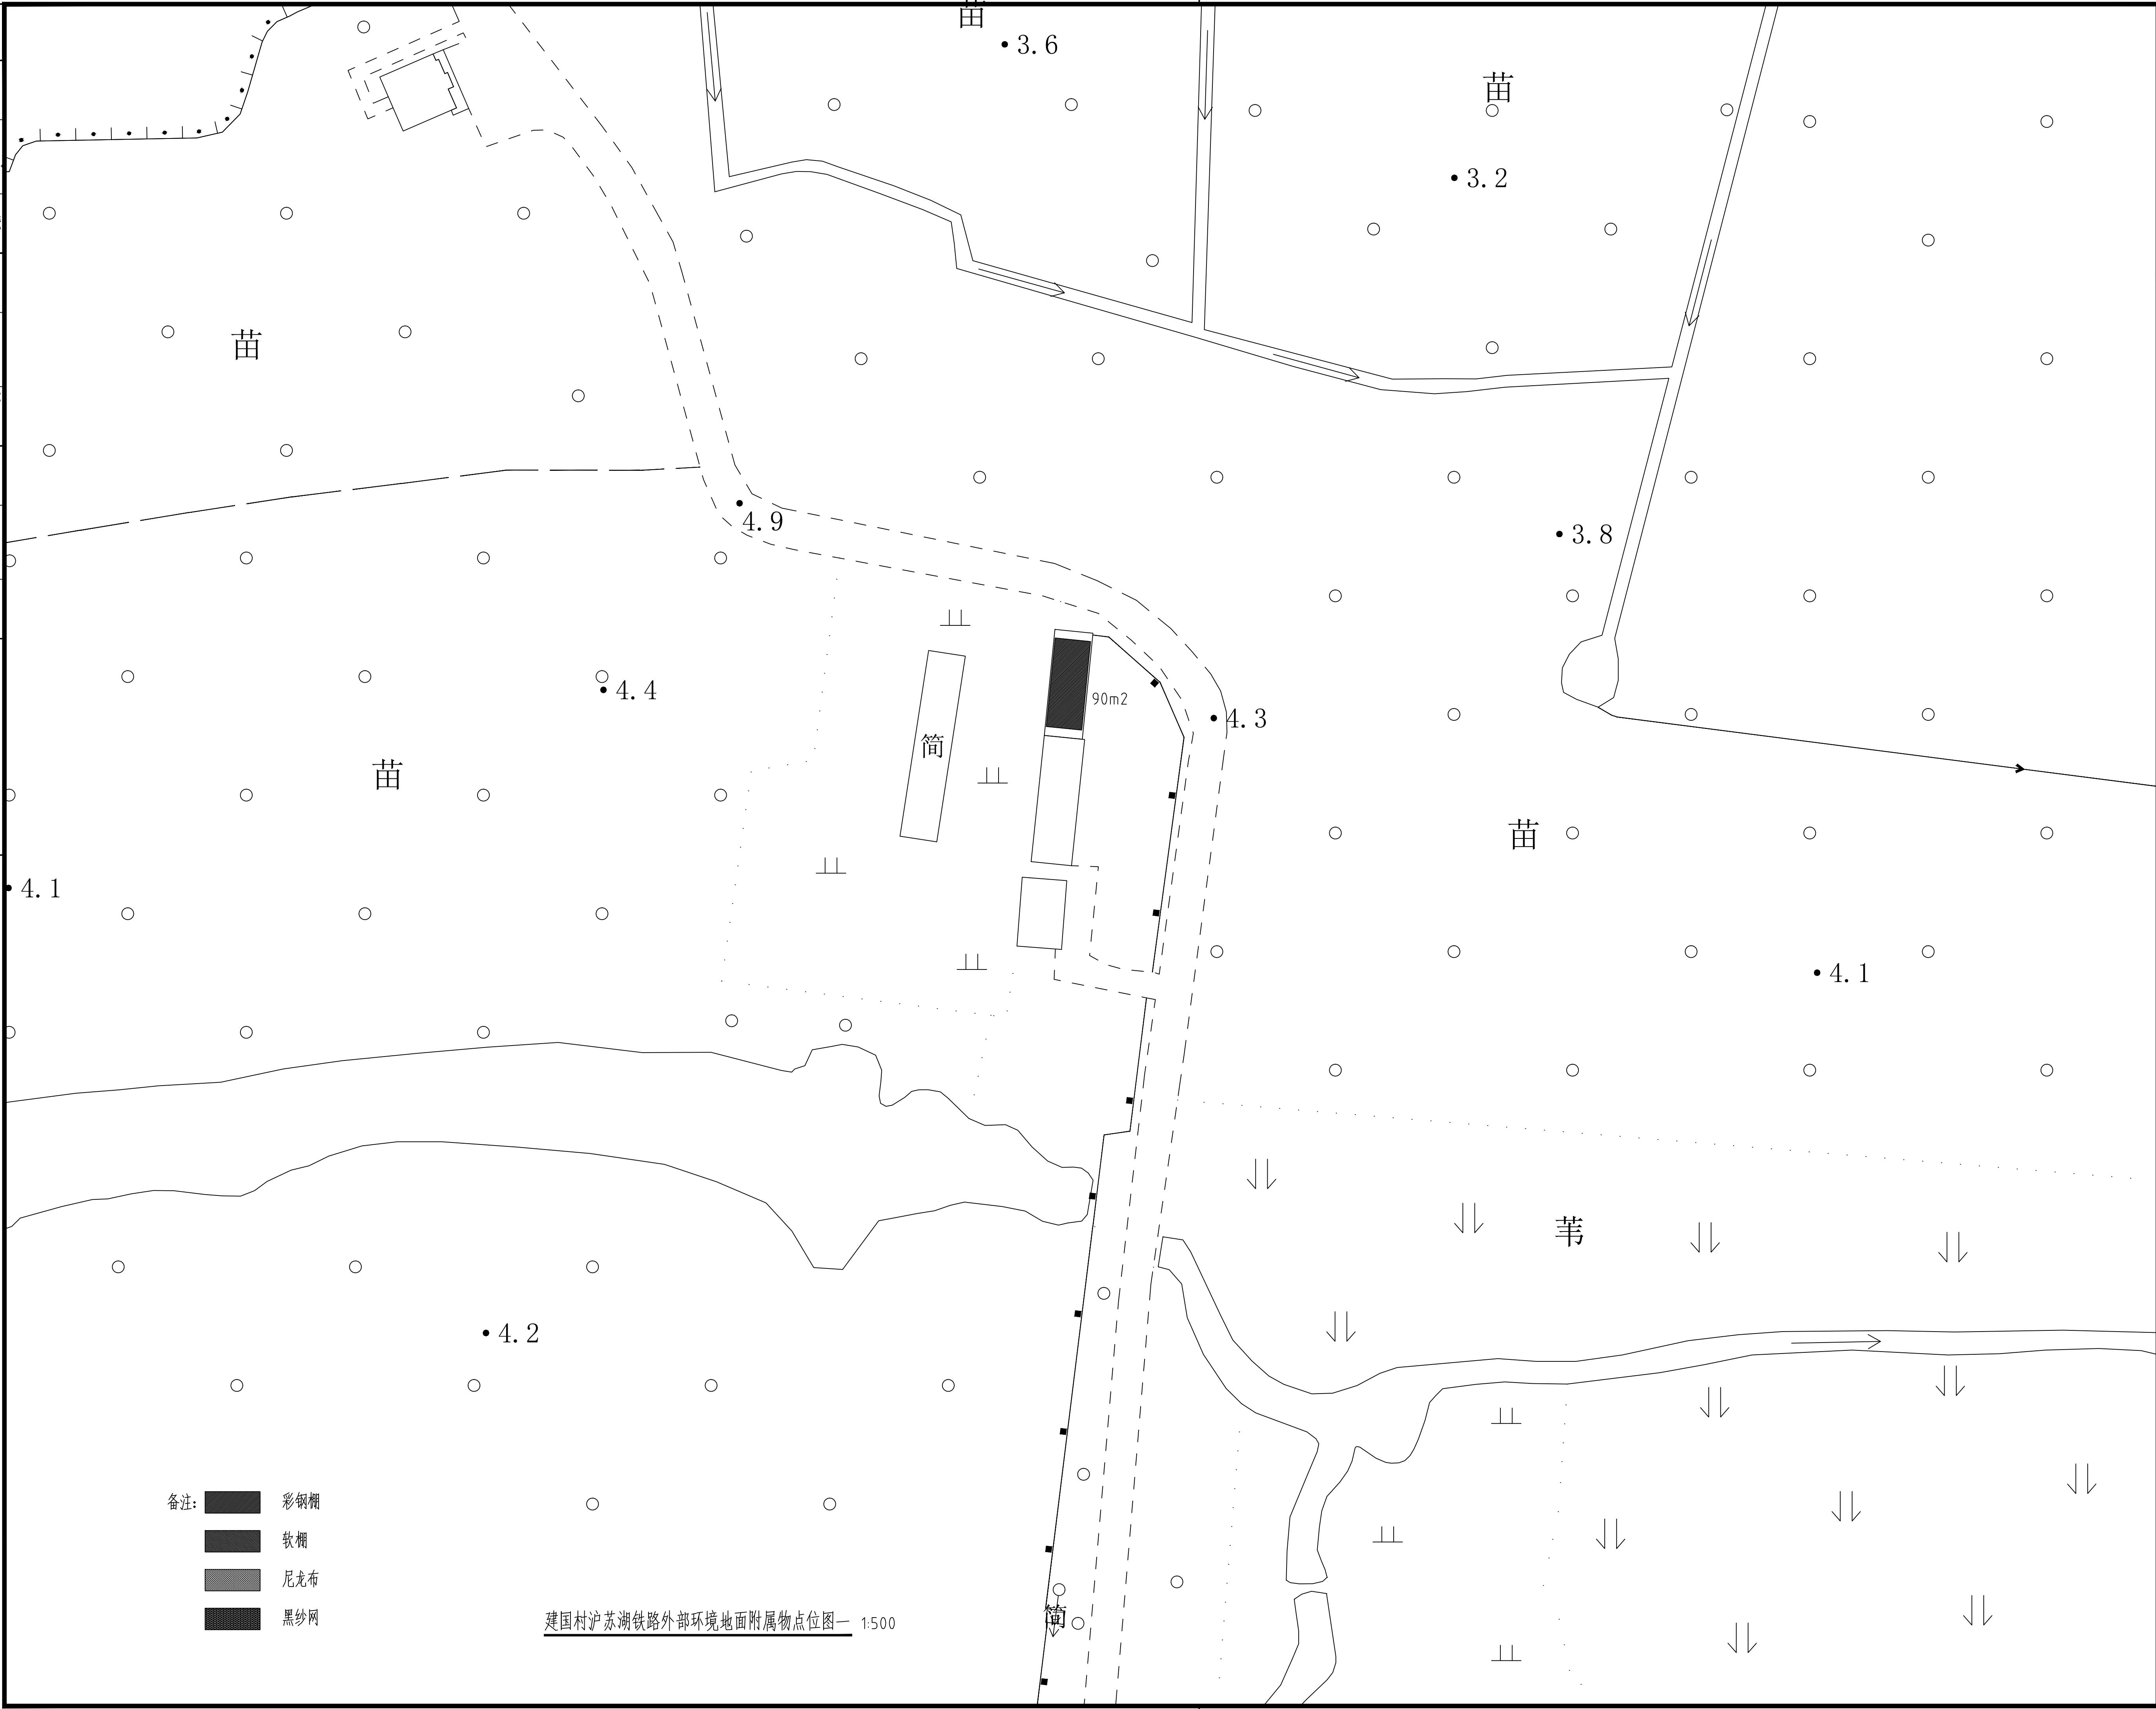 苗
3.6
苗
3.2
苗
4.9
3.8
4.4
90m2
4.3
简
苗
苗
4.1
4.1
苇
4.2
备注:
彩钢棚
软棚
尼龙布
黑纱网
简
建国村沪苏湖铁路外部环境地面附属物点位图一 1:500